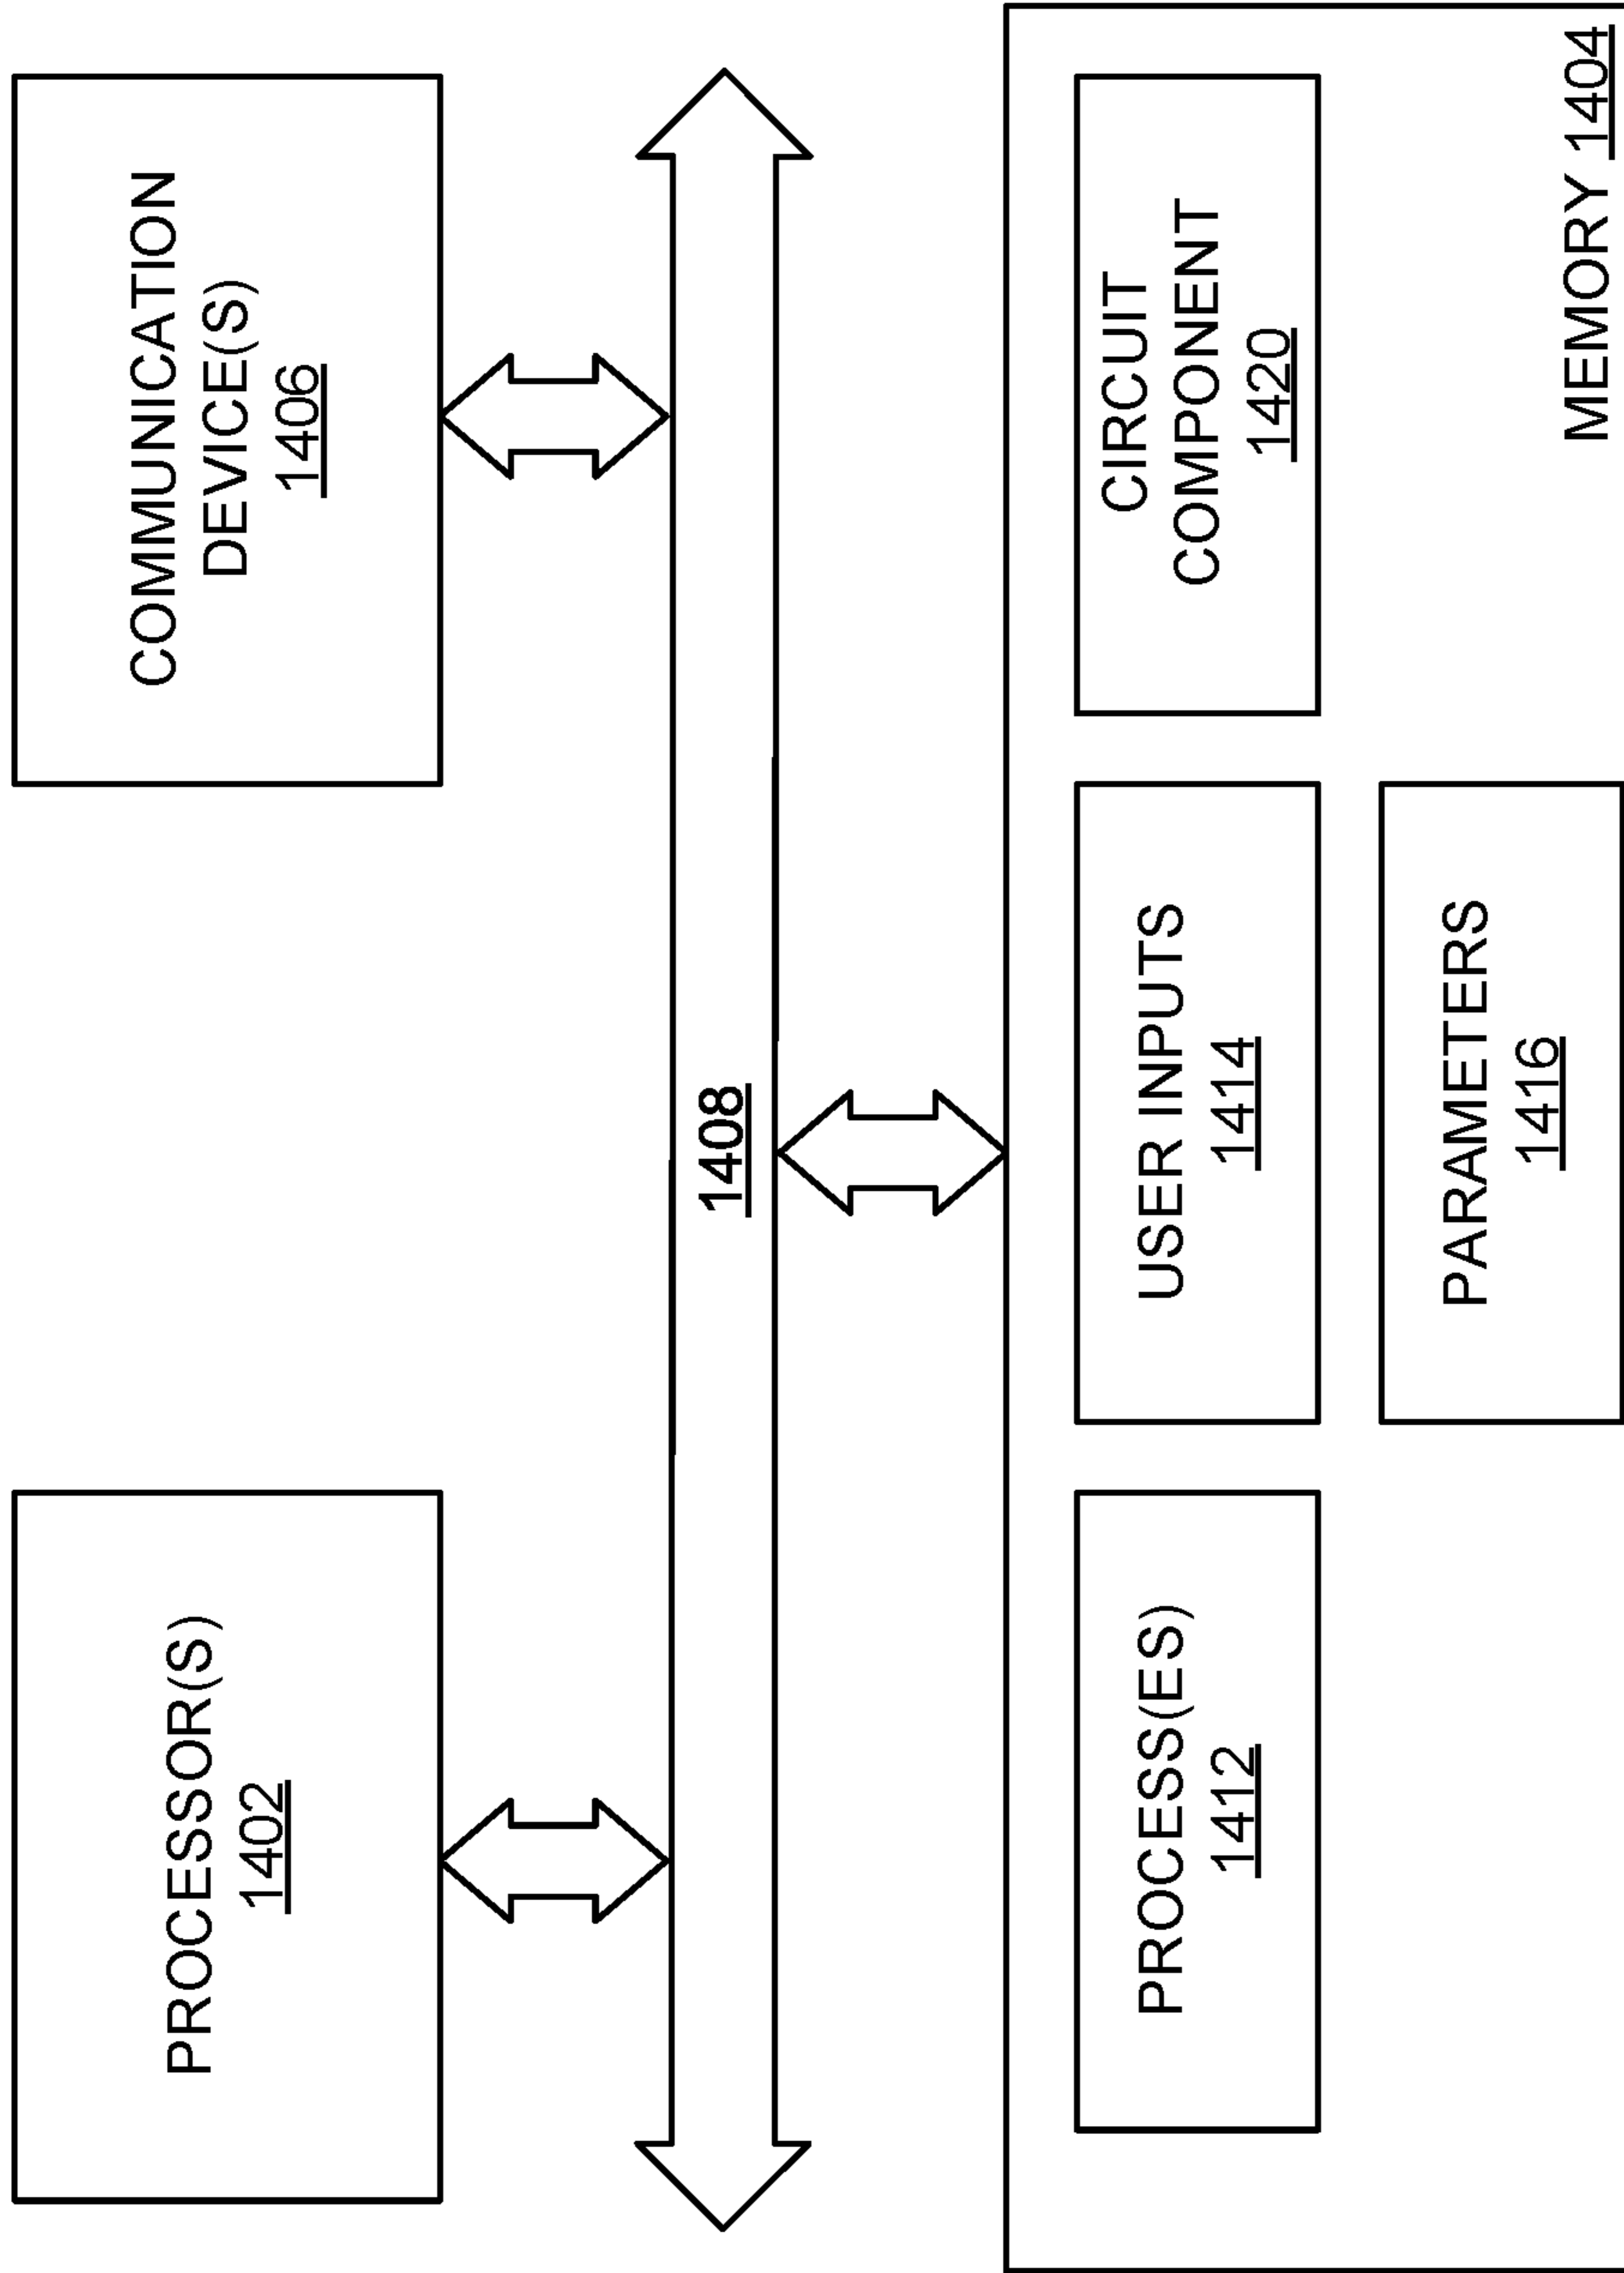 PROCESSOR(S)
1402
COMMUNICATION
DEVICE(S)
1406
1408
PROCESS(ES)
1412
USER INPUTS
1414
CIRCUIT
COMPONENT
1420
PARAMETERS
1416
MEMORY 1404